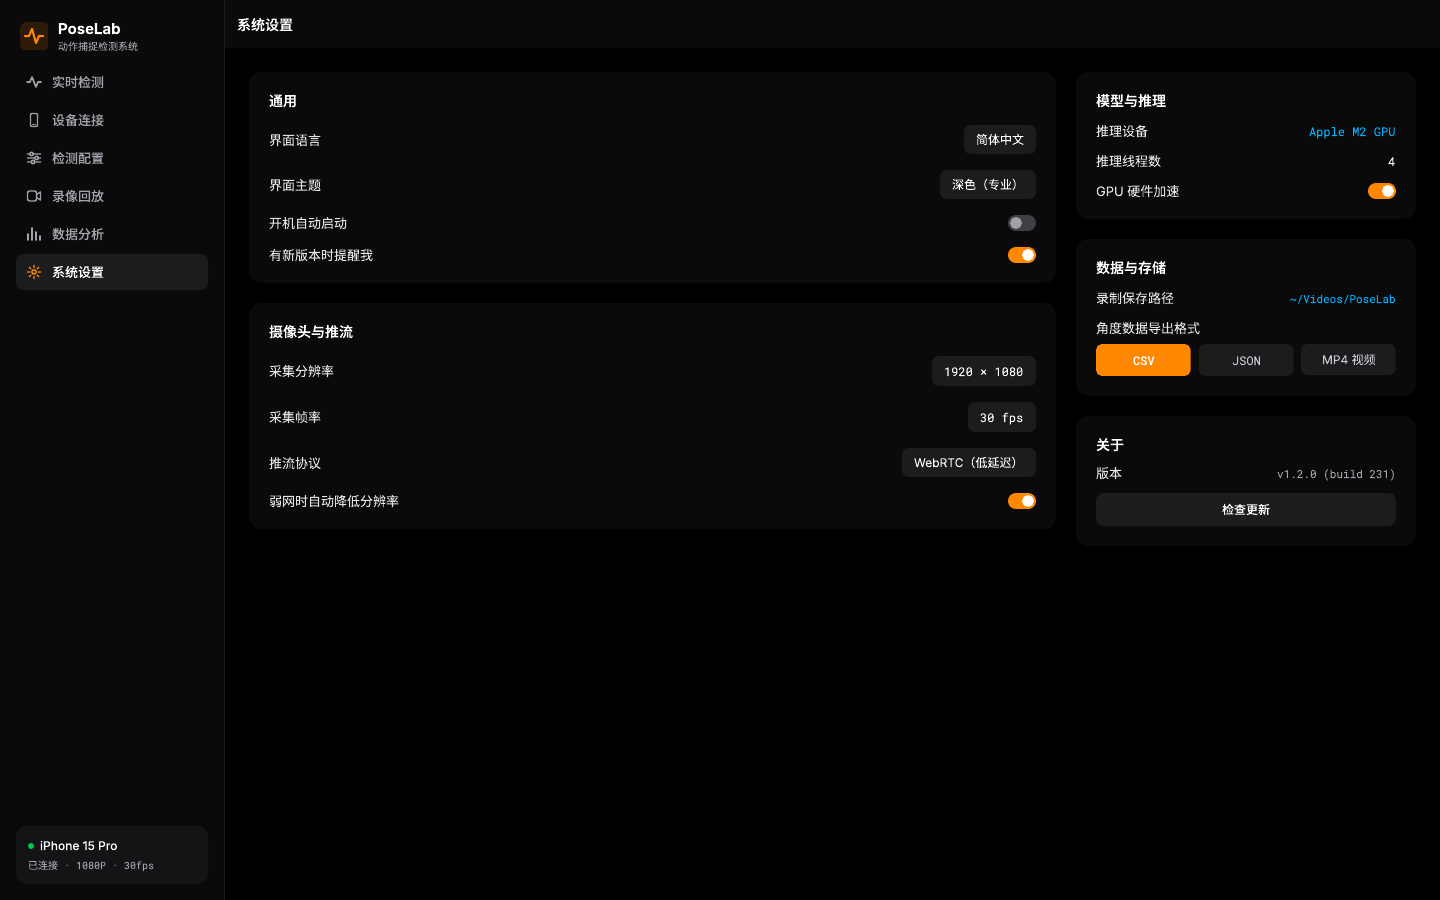 PoseLab
动作捕捉检测系统
实时检测
设备连接
检测配置
录像回放
数据分析
系统设置
iPhone 15 Pro
已连接 · 1080P · 30fps
系统设置
通用
界面语言 简体中文
界面主题 深色（专业）
开机自动启动
有新版本时提醒我
摄像头与推流
采集分辨率 1920 × 1080
采集帧率 30 fps
推流协议 WebRTC（低延迟）
弱网时自动降低分辨率
模型与推理
推理设备 Apple M2 GPU
推理线程数 4
GPU 硬件加速
数据与存储
录制保存路径 ~/Videos/PoseLab
角度数据导出格式
CSV JSON MP4 视频
关于
版本 v1.2.0 (build 231)
检查更新